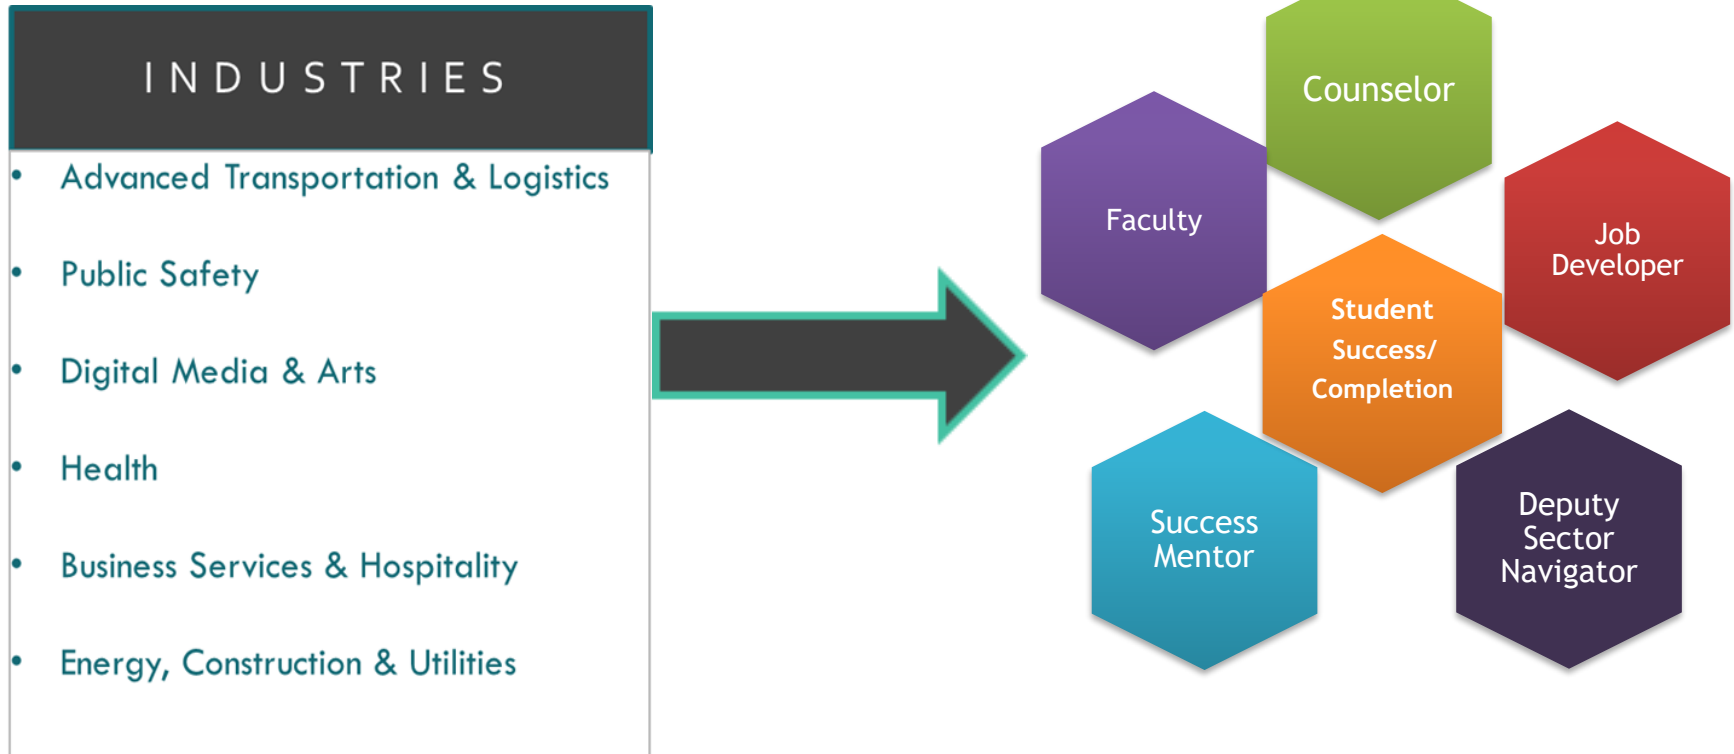 INDUSTRIES
• Advanced Transportation & Logistics
• Public Safety
• Digital Media & Arts
• Health
• Business Services & Hospitality
• Energy, Construction & Utilities
Counselor
Faculty
Job
Developer
Student
Success/
Completion
Success
Mentor
Deputy
Sector
Navigator